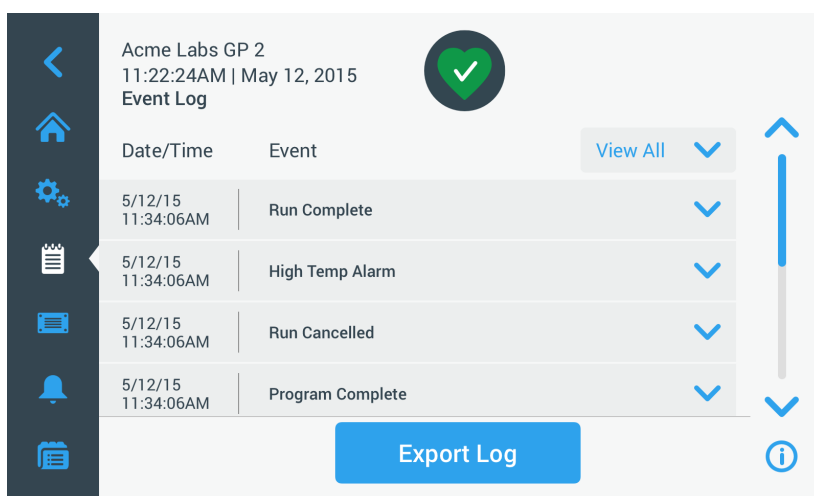 Acme Labs GP 2
11:22:24AM | May 12, 2015
Event Log
Date/Time Event View All
5/12/15
11:34:06AM
Run Complete
5/12/15
11:34:06AM
High Temp Alarm
5/12/15
11:34:06AM
Run Cancelled
5/12/15
11:34:06AM
Program Complete
Export Log